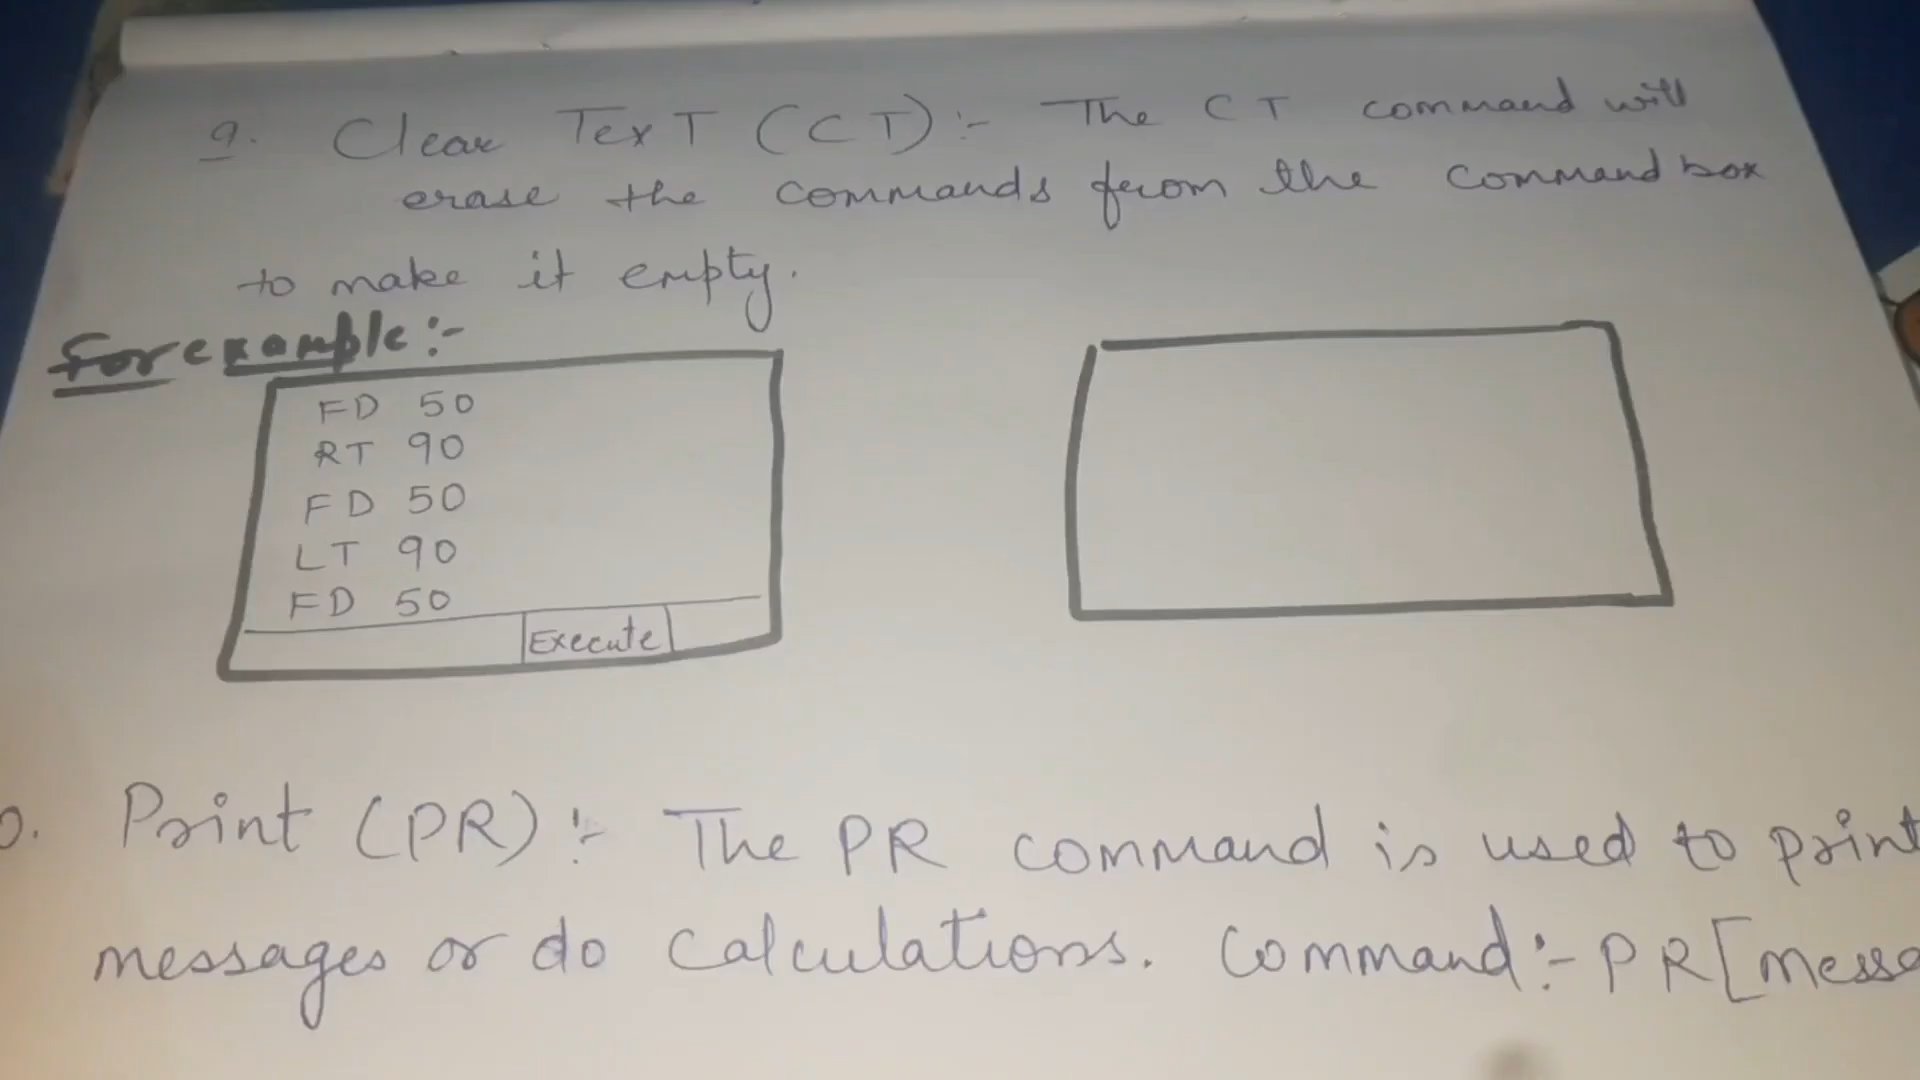 9. Clear Text (CT):- The CT command will
erase the commands from the command box
to make it empty.
For example:-
FD 50
RT 90
FD 50
LT 90
FD 50
Execute
Print (PR):- The PR command is used to print
messages or do calculations. Command:- PR[